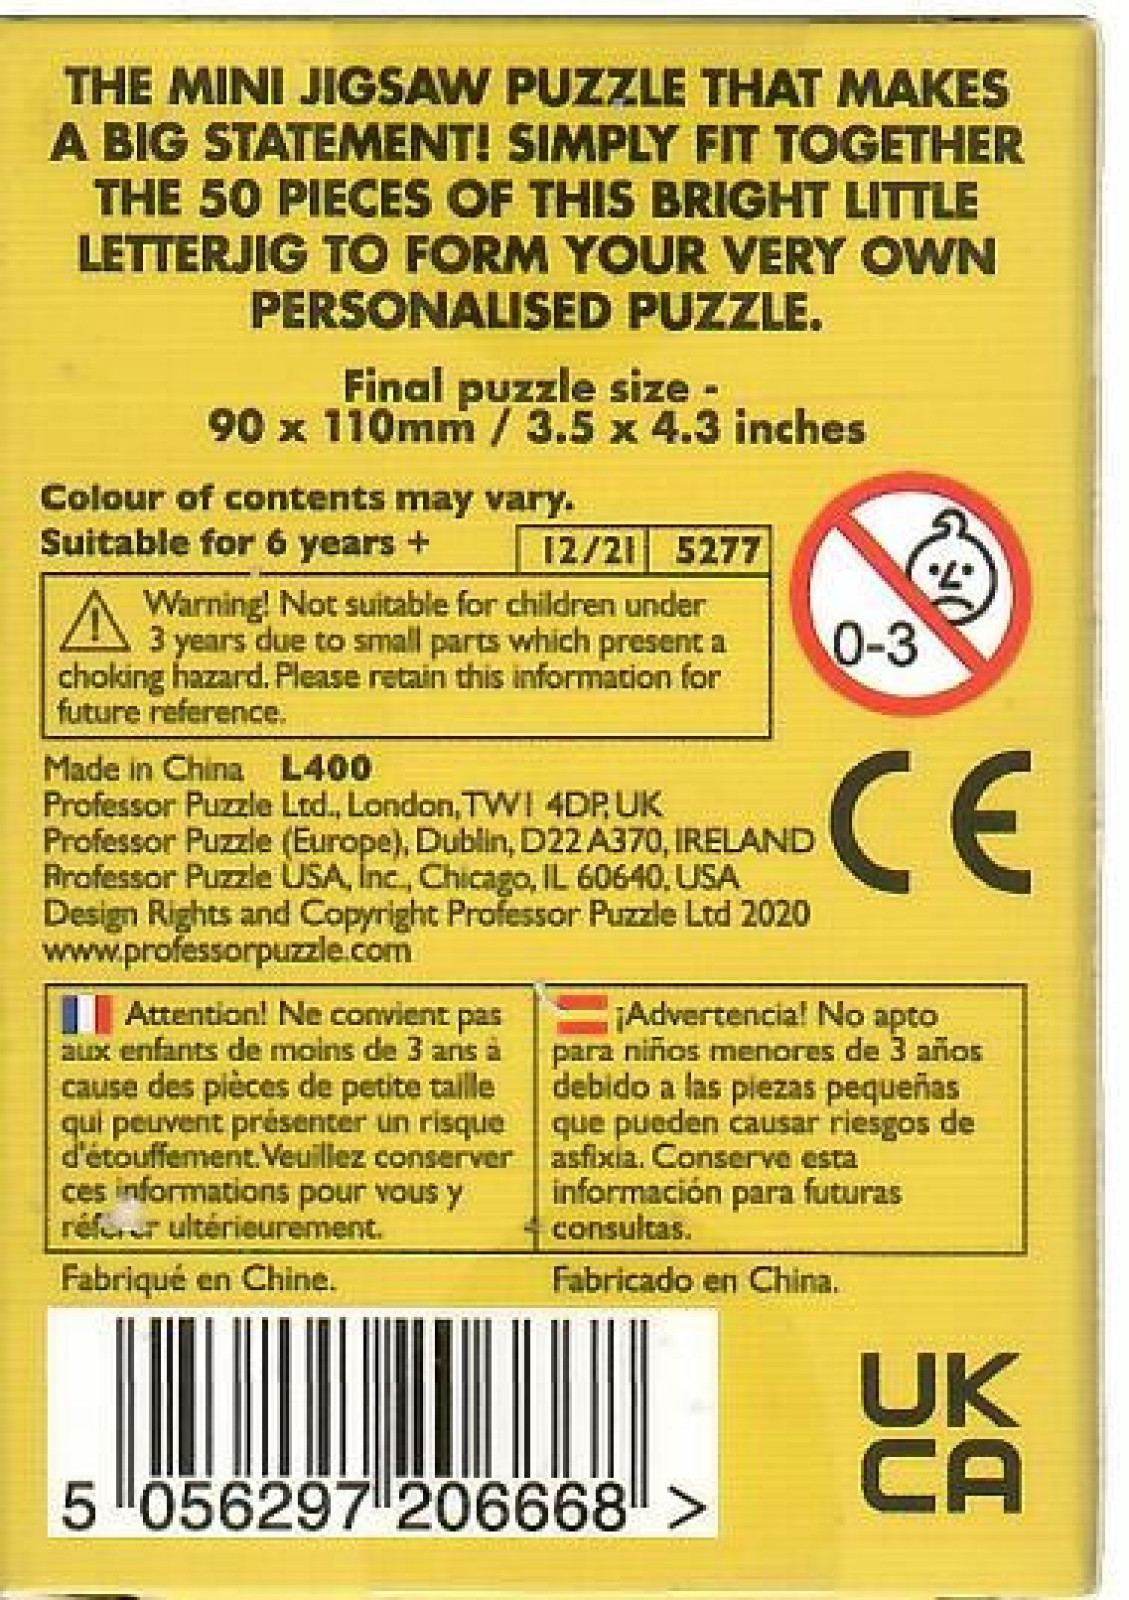 THE MINI JIGSAW PUZZLE THAT MAKES
A BIG STATEMENT! SIMPLY FIT TOGETHER
THE 50 PIECES OF THIS BRIGHT LITTLE
LETTERJIG TO FORM YOUR VERY OWN
PERSONALISED PUZZLE.
Final puzzle size -
90 x 110mm / 3.5 x 4.3 inches
Colour of contents may vary.
Suitable for 6 years +
12/21 5277
0-3
Warning! Not suitable for children under
3 years due to small parts which present a
choking hazard. Please retain this information for
future reference.
Made in China L400
Professor Puzzle Ltd., London, TW1 4DP, UK
Professor Puzzle (Europe), Dublin, D22 A370, IRELAND
Professor Puzzle USA, Inc., Chicago, IL 60640, USA
Design Rights and Copyright Professor Puzzle Ltd 2020
www.professorpuzzle.com
CE
Attention! Ne convient pas
aux enfants de moins de 3 ans à
cause des pièces de petite taille
qui peuvent présenter un risque
d'étouffement. Veuillez conserver
ces informations pour vous y
référer ultérieurement.
¡Advertencia! No apto
para niños menores de 3 años
debido a las piezas pequeñas
que pueden causar riesgos de
asfixia. Conserve esta
información para futuras
consultas.
Fabriqué en Chine.
Fabricado en China.
5 056297 206668 >
UK
CA